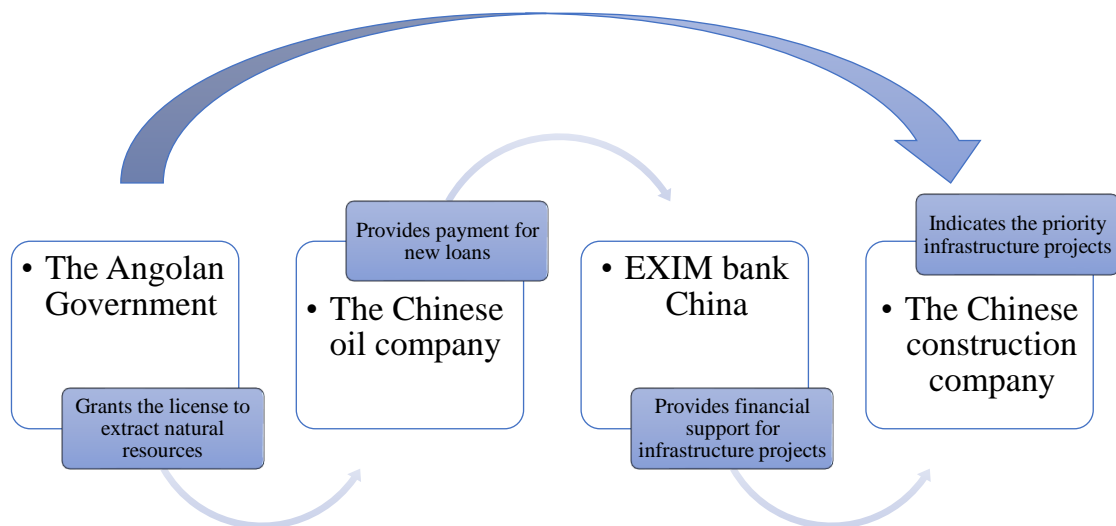 • The Angolan
Government
Grants the license to
extract natural
resources
Provides payment for
new loans
• The Chinese
oil company
• EXIM bank
China
Provides financial
support for
infrastructure projects
Indicates the priority
infrastructure projects
• The Chinese
construction
company